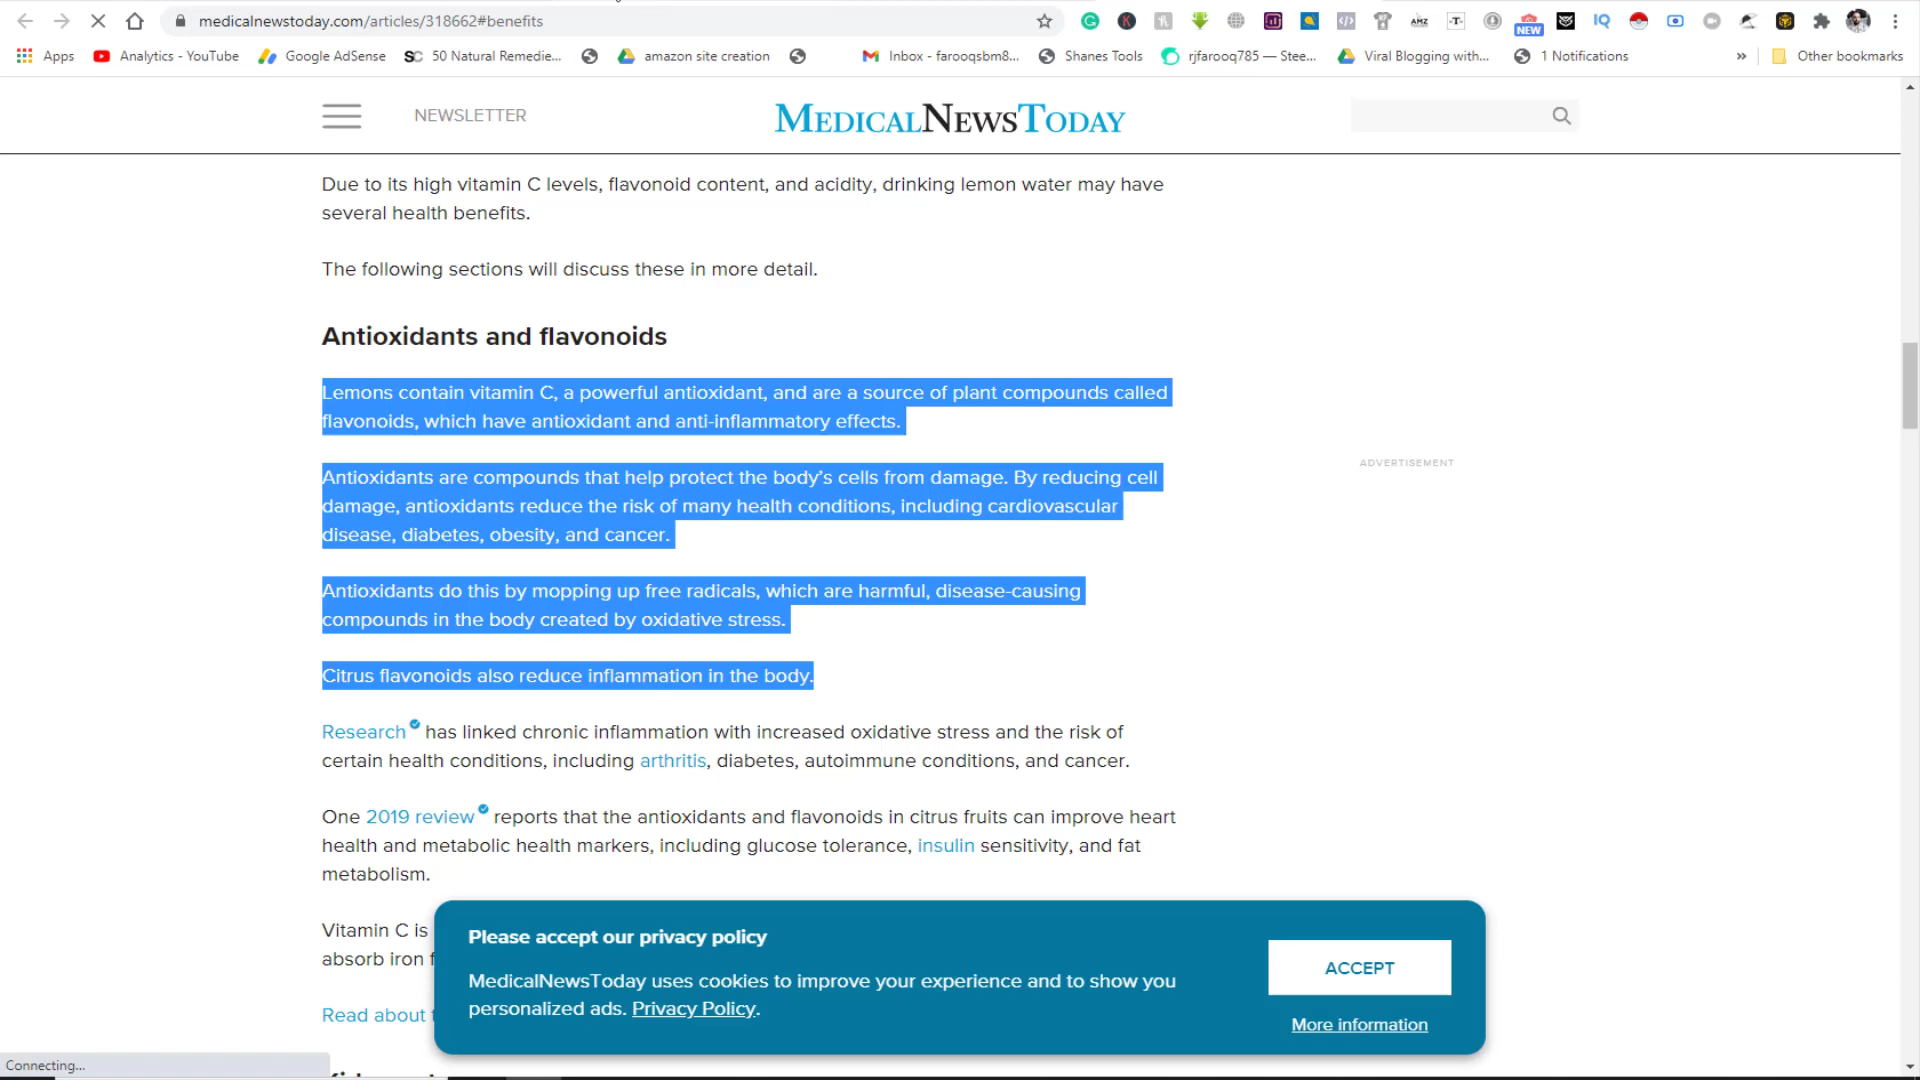 medicalnewstoday.com/articles/318662#benefits
NEW
Apps Analytics - YouTube Google AdSense 50 Natural Remedie... amazon site creation Inbox - farooqsbm8... Shanes Tools rjfarooq785 — Stee... Viral Blogging with... 1 Notifications » Other bookmarks
NEWSLETTER
MEDICALNEWSTODAY
Due to its high vitamin C levels, flavonoid content, and acidity, drinking lemon water may have
several health benefits.
The following sections will discuss these in more detail.
Antioxidants and flavonoids
Lemons contain vitamin C, a powerful antioxidant, and are a source of plant compounds called
flavonoids, which have antioxidant and anti-inflammatory effects.
ADVERTISEMENT
Antioxidants are compounds that help protect the body’s cells from damage. By reducing cell
damage, antioxidants reduce the risk of many health conditions, including cardiovascular
disease, diabetes, obesity, and cancer.
Antioxidants do this by mopping up free radicals, which are harmful, disease-causing
compounds in the body created by oxidative stress.
Citrus flavonoids also reduce inflammation in the body.
Research has linked chronic inflammation with increased oxidative stress and the risk of
certain health conditions, including arthritis, diabetes, autoimmune conditions, and cancer.
One 2019 review reports that the antioxidants and flavonoids in citrus fruits can improve heart
health and metabolic health markers, including glucose tolerance, insulin sensitivity, and fat
metabolism.
Vitamin C is
absorb iron f
Read about
Please accept our privacy policy
MedicalNewsToday uses cookies to improve your experience and to show you
personalized ads. Privacy Policy.
ACCEPT
More information
Connecting...